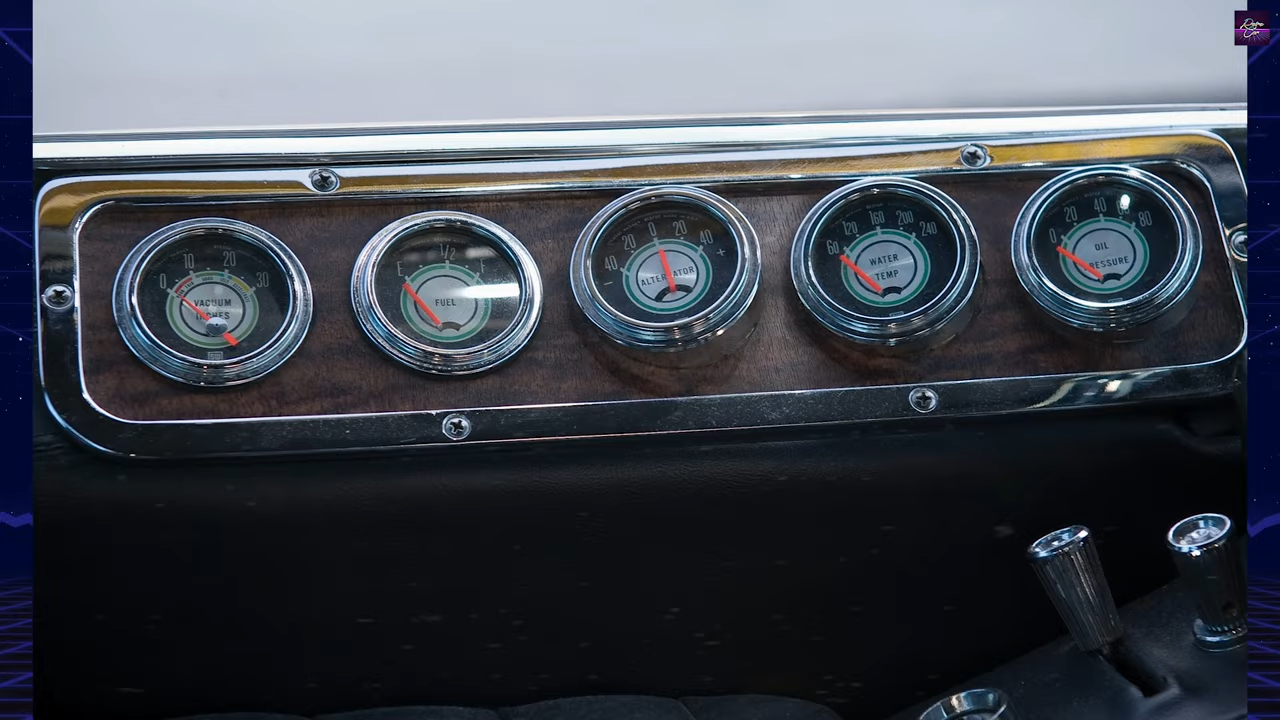 0 10 20 30
VACUUM
INCHES
E 1/2 F
FUEL
40 20 0 20 40
- +
ALTERNATOR
60 120 160 200 240
WATER
TEMP
0 20 40 60 80
OIL
PRESSURE